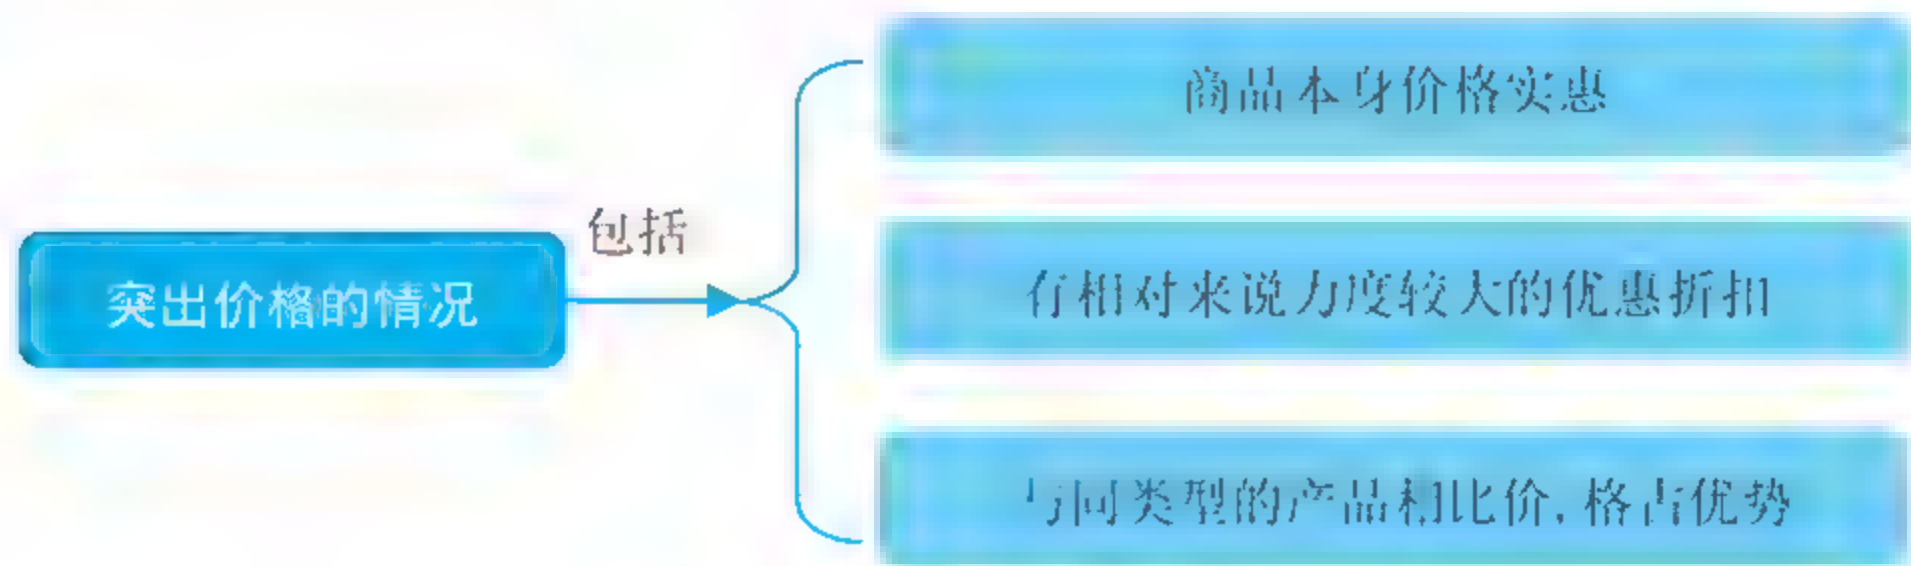 突出价格的情况
包括
商品本身价格实惠
有相对来说力度较大的优惠折扣
与同类型的产品相比价,格占优势